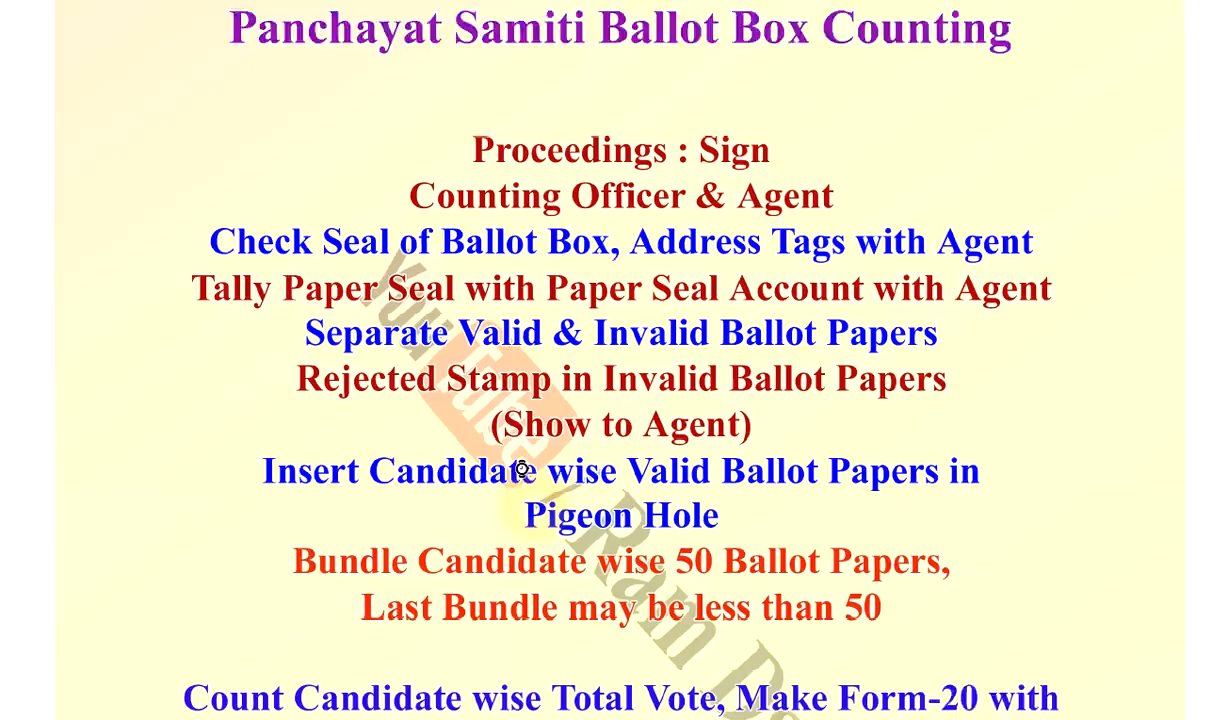 Panchayat Samiti Ballot Box Counting
Proceedings : Sign
Counting Officer & Agent
Check Seal of Ballot Box, Address Tags with Agent
Tally Paper Seal with Paper Seal Account with Agent
Separate Valid & Invalid Ballot Papers
Rejected Stamp in Invalid Ballot Papers
(Show to Agent)
Insert Candidate wise Valid Ballot Papers in
Pigeon Hole
Bundle Candidate wise 50 Ballot Papers,
Last Bundle may be less than 50
Count Candidate wise Total Vote, Make Form-20 with
YouTube / Ram